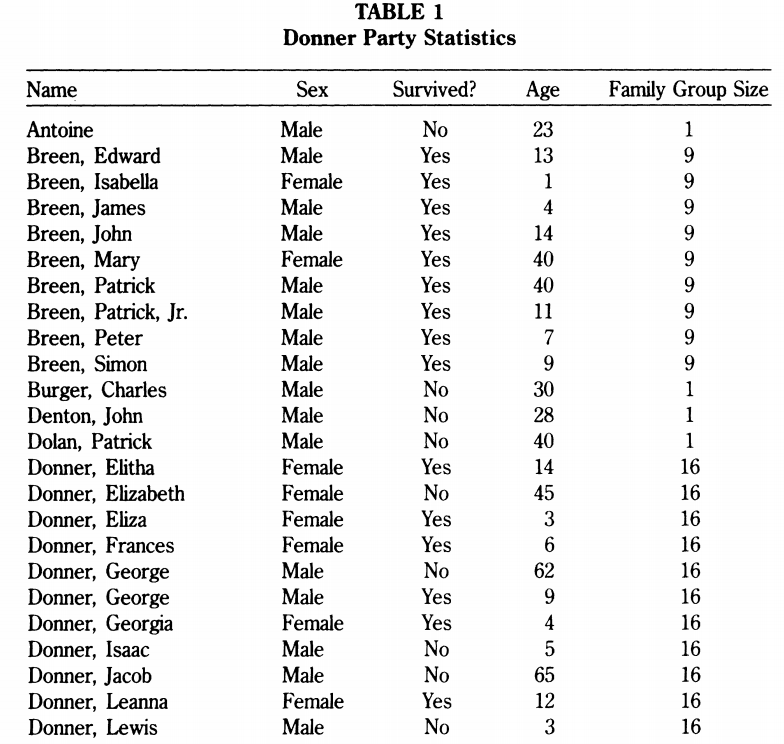 TABLE 1
Donner Party Statistics
Name Sex Survived? Age Family Group Size
Antoine Male No 23 1
Breen, Edward Male Yes 13 9
Breen, Isabella Female Yes 1 9
Breen, James Male Yes 4 9
Breen, John Male Yes 14 9
Breen, Mary Female Yes 40 9
Breen, Patrick Male Yes 40 9
Breen, Patrick, Jr. Male Yes 11 9
Breen, Peter Male Yes 7 9
Breen, Simon Male Yes 9 9
Burger, Charles Male No 30 1
Denton, John Male No 28 1
Dolan, Patrick Male No 40 1
Donner, Elitha Female Yes 14 16
Donner, Elizabeth Female No 45 16
Donner, Eliza Female Yes 3 16
Donner, Frances Female Yes 6 16
Donner, George Male No 62 16
Donner, George Male Yes 9 16
Donner, Georgia Female Yes 4 16
Donner, Isaac Male No 5 16
Donner, Jacob Male No 65 16
Donner, Leanna Female Yes 12 16
Donner, Lewis Male No 3 16